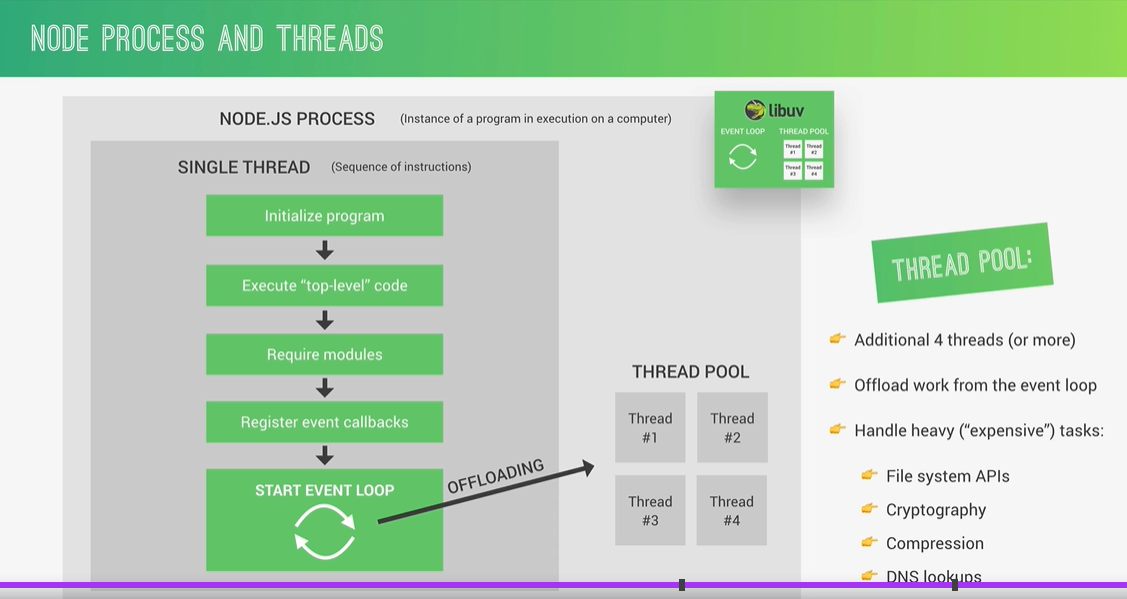 NODE PROCESS AND THREADS
NODE.JS PROCESS (Instance of a program in execution on a computer)
libuv
EVENT LOOP THREAD POOL
Thread #1
Thread #2
Thread #3
Thread #4
SINGLE THREAD (Sequence of instructions)
Initialize program
Execute “top-level” code
Require modules
Register event callbacks
START EVENT LOOP
OFFLOADING
THREAD POOL
Thread
#1
Thread
#2
Thread
#3
Thread
#4
THREAD POOL:
Additional 4 threads (or more)
Offload work from the event loop
Handle heavy (“expensive”) tasks:
File system APIs
Cryptography
Compression
DNS lookups